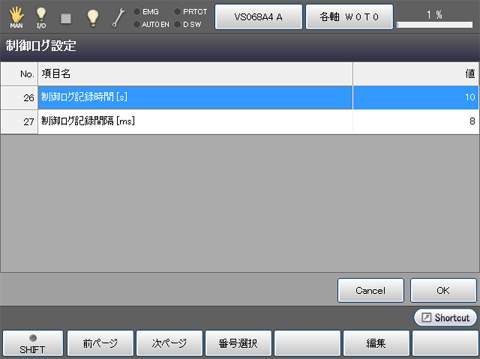 MAN I/O EMG PRTCT AUTO EN D SW VS068A4 A 各軸 W 0 T 0 1 %
制御ログ設定
No. 項目名 値
26 制御ログ記録時間 [s] 10
27 制御ログ記録間隔 [ms] 8
Cancel OK
Shortcut
SHIFT 前ページ 次ページ 番号選択 編集